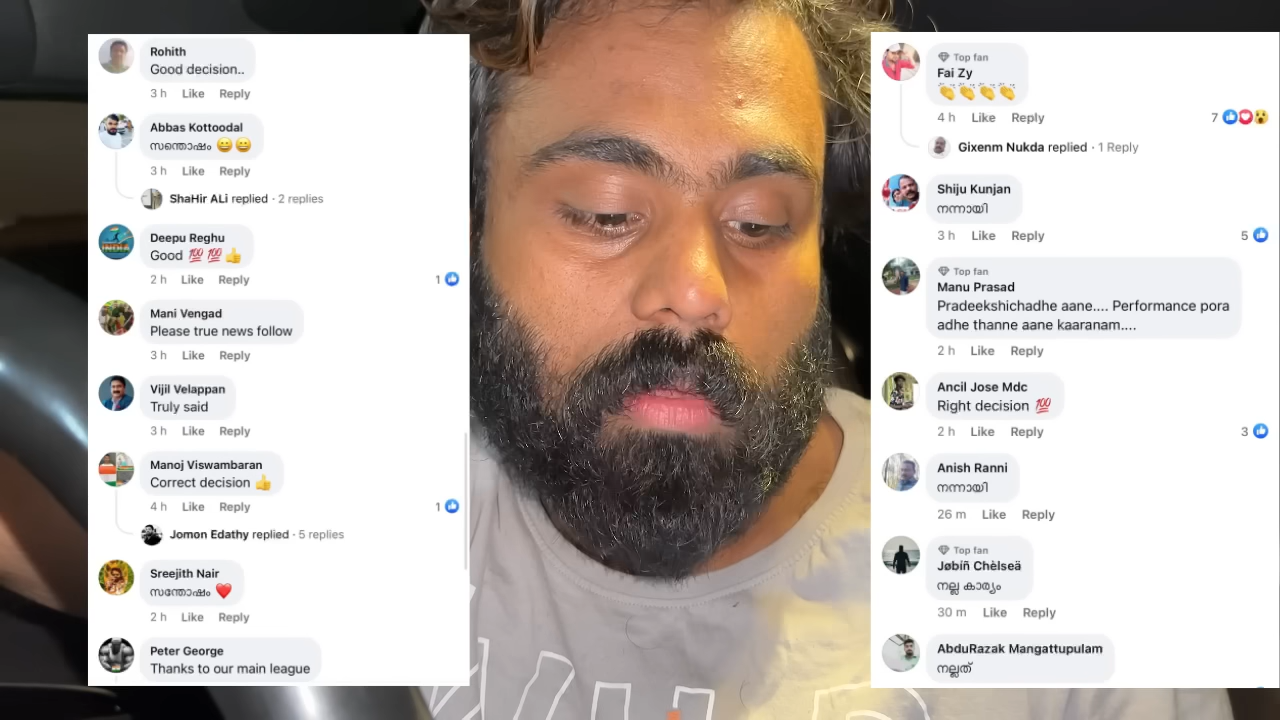 Rohith
Good decision..
3 h Like Reply
Abbas Kottoodal
സന്തോഷം 😄😄
3 h Like Reply
ShaHir ALi replied · 2 replies
INDIA
Deepu Reghu
Good 💯💯👍
2 h Like Reply 1
Mani Vengad
Please true news follow
3 h Like Reply
Vijil Velappan
Truly said
3 h Like Reply
Manoj Viswambaran
Correct decision 👍
4 h Like Reply 1
Jomon Edathy replied · 5 replies
Sreejith Nair
സന്തോഷം ❤️
2 h Like Reply
Peter George
Thanks to our main league
Top fan
Fai Zy
👏👏👏👏
4 h Like Reply 7
Gixenm Nukda replied · 1 Reply
Shiju Kunjan
നന്നായി
3 h Like Reply 5
Top fan
Manu Prasad
Pradeekshichadhe aane.... Performance pora
adhe thanne aane kaaranam....
2 h Like Reply
Ancil Jose Mdc
Right decision 💯
2 h Like Reply 3
Anish Ranni
നന്നായി
26 m Like Reply
Top fan
Jøbíñ Chèlseä
നല്ല കാര്യം
30 m Like Reply
AbduRazak Mangattupulam
നല്ലത്